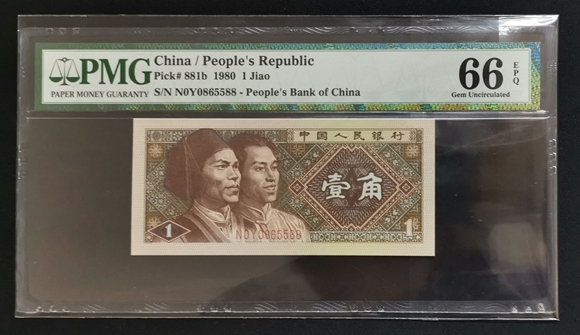 PMG
PAPER MONEY GUARANTY
China / People's Republic
Pick# 881b 1980 1 Jiao
S/N N0Y0865588 - People's Bank of China
66 EPQ
Gem Uncirculated
中国人民银行
壹角
N0Y0865588
1
1